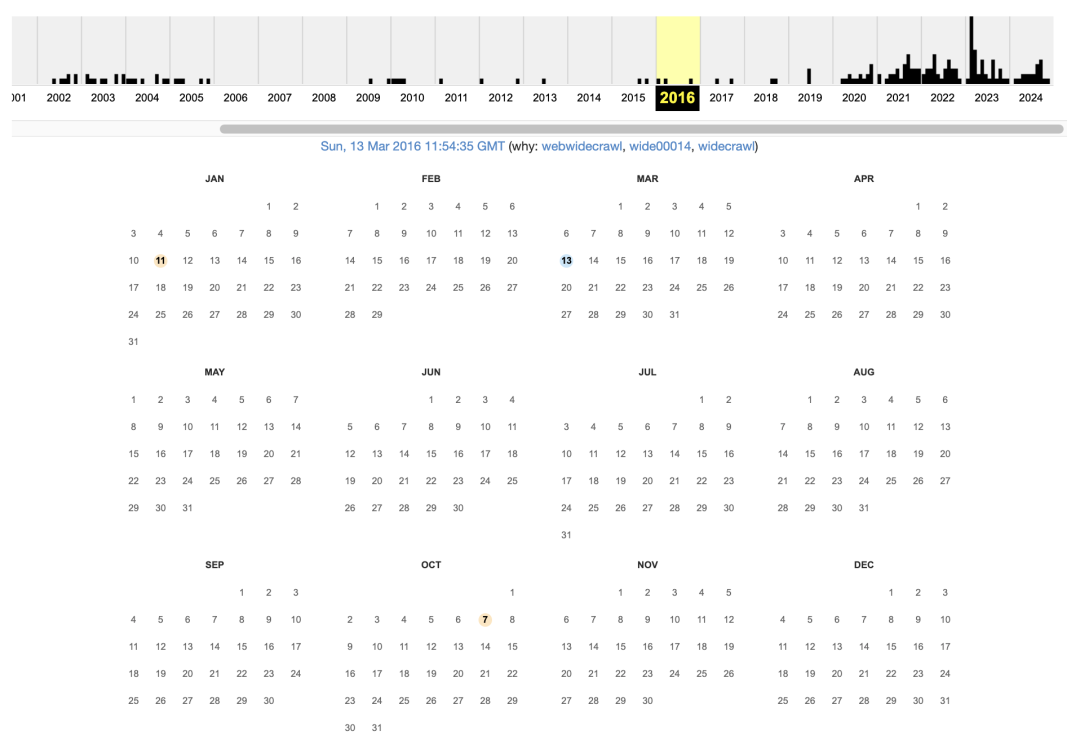 2002 2003 2004 2005 2006 2007 2008 2009 2010 2011 2012 2013 2014 2015 2016 2017 2018 2019 2020 2021 2022 2023 2024
Sun, 13 Mar 2016 11:54:35 GMT (why: webwidecrawl, wide00014, widecrawl)
JAN FEB MAR APR
1 2 1 2 3 4 5 6 1 2 3 4 5 1 2
3 4 5 6 7 8 9 7 8 9 10 11 12 13 6 7 8 9 10 11 12 3 4 5 6 7 8 9
10 11 12 13 14 15 16 14 15 16 17 18 19 20 13 14 15 16 17 18 19 10 11 12 13 14 15 16
17 18 19 20 21 22 23 21 22 23 24 25 26 27 20 21 22 23 24 25 26 17 18 19 20 21 22 23
24 25 26 27 28 29 30 28 29 27 28 29 30 31 24 25 26 27 28 29 30
31
MAY JUN JUL AUG
1 2 3 4 5 6 7 1 2 3 4 1 2 1 2 3 4 5 6
8 9 10 11 12 13 14 5 6 7 8 9 10 11 3 4 5 6 7 8 9 7 8 9 10 11 12 13
15 16 17 18 19 20 21 12 13 14 15 16 17 18 10 11 12 13 14 15 16 14 15 16 17 18 19 20
22 23 24 25 26 27 28 19 20 21 22 23 24 25 17 18 19 20 21 22 23 21 22 23 24 25 26 27
29 30 31 26 27 28 29 30 24 25 26 27 28 29 30 28 29 30 31
31
SEP OCT NOV DEC
1 2 3 1 1 2 3 4 5 1 2 3
4 5 6 7 8 9 10 2 3 4 5 6 7 8 6 7 8 9 10 11 12 4 5 6 7 8 9 10
11 12 13 14 15 16 17 9 10 11 12 13 14 15 13 14 15 16 17 18 19 11 12 13 14 15 16 17
18 19 20 21 22 23 24 16 17 18 19 20 21 22 20 21 22 23 24 25 26 18 19 20 21 22 23 24
25 26 27 28 29 30 23 24 25 26 27 28 29 27 28 29 30 25 26 27 28 29 30 31
30 31